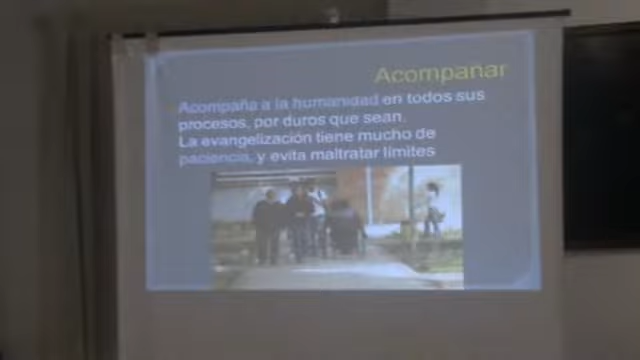 Acompañar
Acompaña a la humanidad en todos sus
procesos, por duros que sean.
La evangelización tiene mucho de
paciencia, y evita maltratar límites